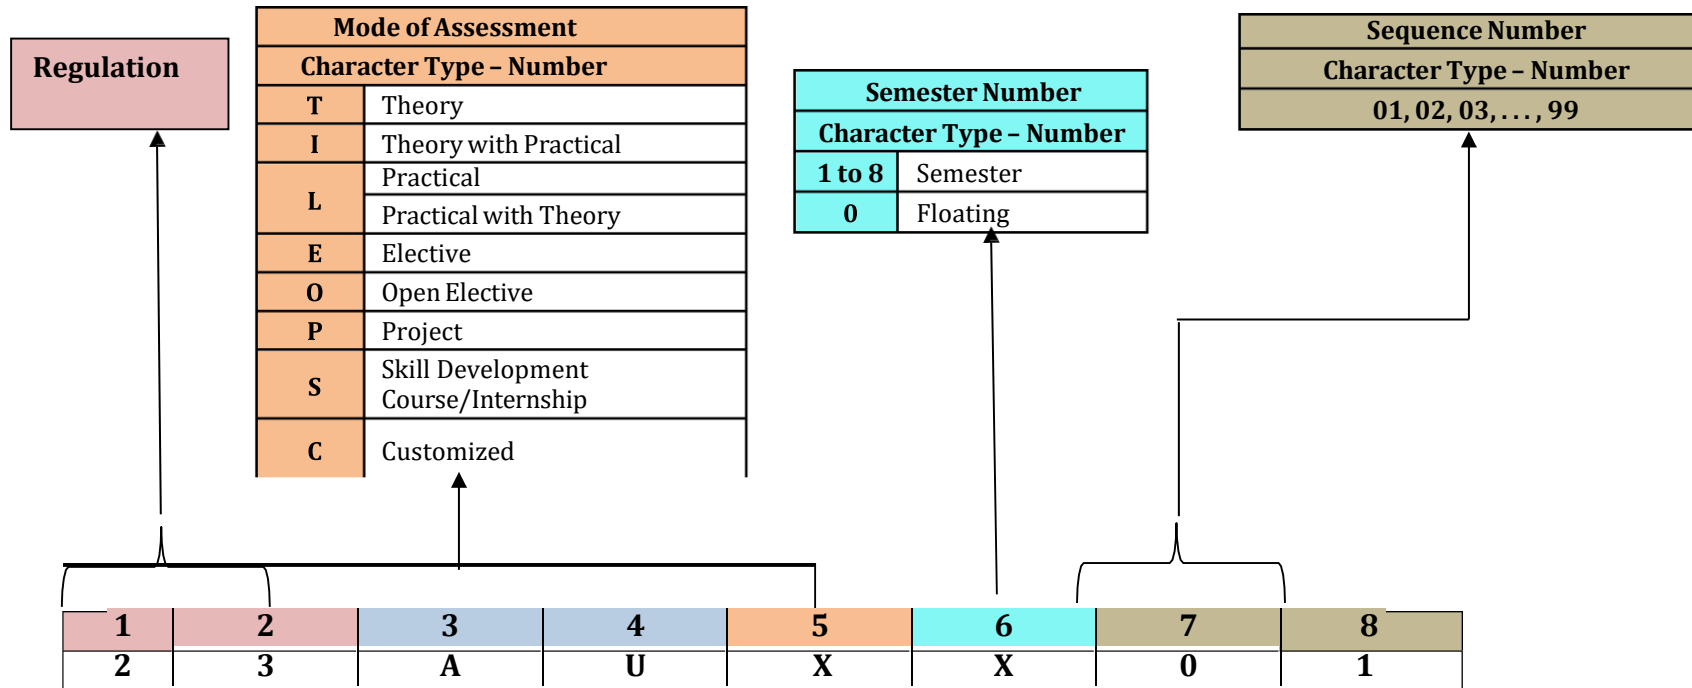 Regulation
Mode of Assessment
Character Type – Number
T Theory
I Theory with Practical
L Practical
Practical with Theory
E Elective
O Open Elective
P Project
S Skill Development
Course/Internship
C Customized
Semester Number
Character Type – Number
1 to 8 Semester
0 Floating
Sequence Number
Character Type – Number
01, 02, 03, . . . , 99
1 2 3 4 5 6 7 8
2 3 A U X X 0 1